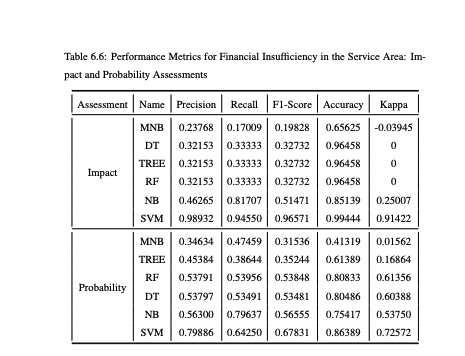 Table 6.6: Performance Metrics for Financial Insufficiency in the Service Area: Im-
pact and Probability Assessments
Assessment Name Precision Recall F1-Score Accuracy Kappa
MNB 0.23768 0.17009 0.19828 0.65625 -0.03945
DT 0.32153 0.33333 0.32732 0.96458 0
TREE 0.32153 0.33333 0.32732 0.96458 0
Impact
RF 0.32153 0.33333 0.32732 0.96458 0
NB 0.46265 0.81707 0.51471 0.85139 0.25007
SVM 0.98932 0.94550 0.96571 0.99444 0.91422
MNB 0.34634 0.47459 0.31536 0.41319 0.01562
TREE 0.45384 0.38644 0.35244 0.61389 0.16864
RF 0.53791 0.53956 0.53848 0.80833 0.61356
Probability
DT 0.53797 0.53491 0.53481 0.80486 0.60388
NB 0.56300 0.79637 0.56555 0.75417 0.53750
SVM 0.79886 0.64250 0.67831 0.86389 0.72572